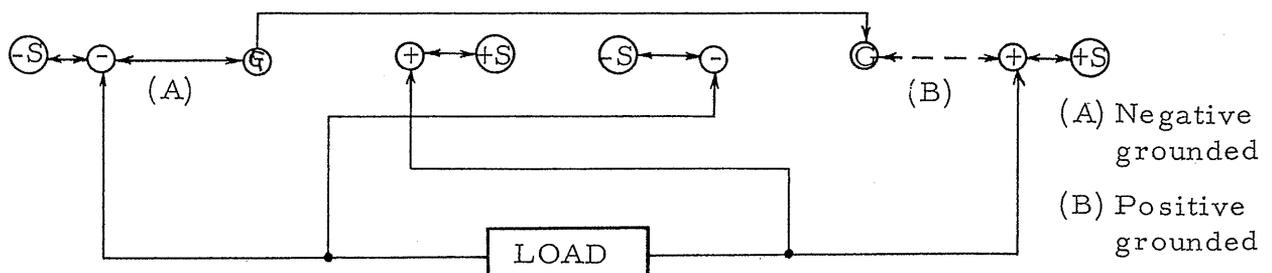 -S - G + +S -S - G + +S
(A) (B)
(A) Negative
grounded
(B) Positive
grounded
LOAD